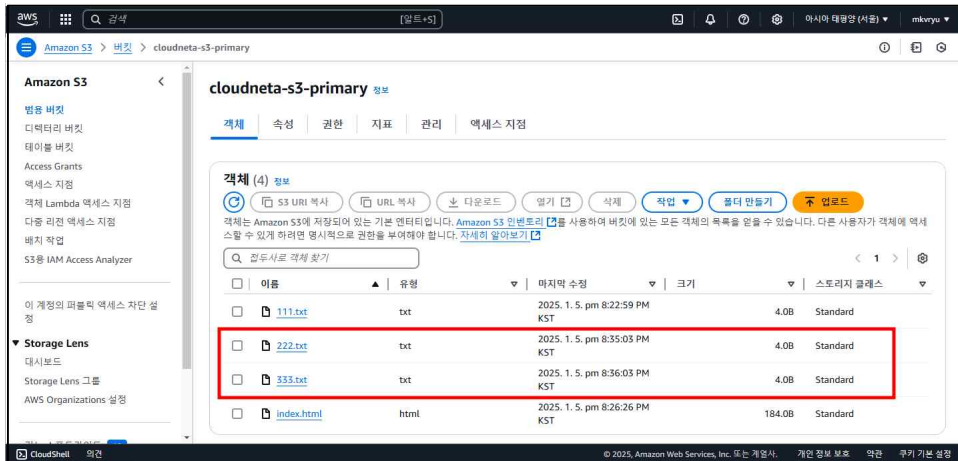 aws
검색
[알트+S]
아시아 태평양 (서울) ▼
mkvryu ▼
Amazon S3 > 버킷 > cloudneta-s3-primary
Amazon S3
범용 버킷
디렉터리 버킷
테이블 버킷
Access Grants
액세스 지점
객체 Lambda 액세스 지점
다중 리전 액세스 지점
배치 작업
S3용 IAM Access Analyzer
이 계정의 퍼블릭 액세스 차단 설
정
▼ Storage Lens
대시보드
Storage Lens 그룹
AWS Organizations 설정
cloudneta-s3-primary 정보
객체 속성 권한 지표 관리 액세스 지점
객체 (4) 정보
S3 URI 복사 URL 복사 다운로드 열기 삭제 작업 ▼ 폴더 만들기 업로드
객체는 Amazon S3에 저장되어 있는 기본 엔터티입니다. Amazon S3 인벤토리를 사용하여 버킷에 있는 모든 객체의 목록을 얻을 수 있습니다. 다른 사용자가 객체에 액세
스할 수 있게 하려면 명시적으로 권한을 부여해야 합니다. 자세히 알아보기
접두사로 객체 찾기
< 1 >
이름 유형 마지막 수정 크기 스토리지 클래스
111.txt txt 2025. 1. 5. pm 8:22:59 PM KST 4.0B Standard
222.txt txt 2025. 1. 5. pm 8:35:03 PM KST 4.0B Standard
333.txt txt 2025. 1. 5. pm 8:36:03 PM KST 4.0B Standard
index.html html 2025. 1. 5. pm 8:26:26 PM KST 184.0B Standard
CloudShell 의견
© 2025, Amazon Web Services, Inc. 또는 계열사. 개인 정보 보호 약관 쿠키 기본 설정